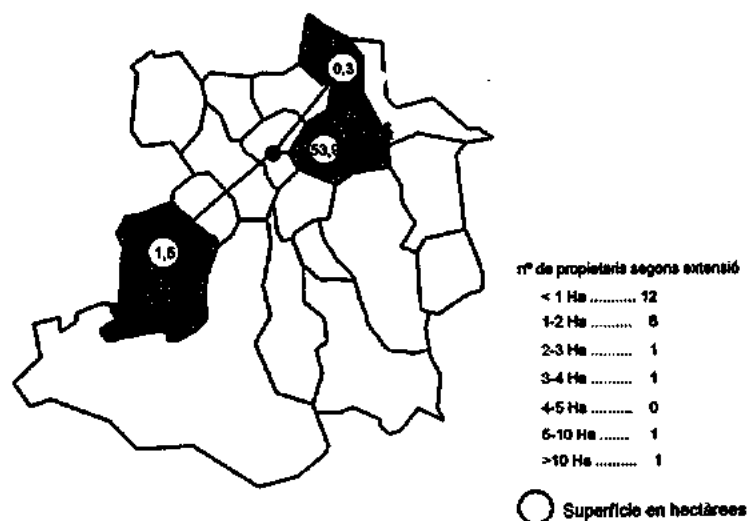 0,3
53,9
1,5
nº de propietaris segons extensió
< 1 Ha ........... 12
1-2 Ha ......... 6
2-3 Ha ......... 1
3-4 Ha ......... 1
4-5 Ha ......... 0
5-10 Ha ....... 1
>10 Ha .......... 1
Superfície en hectàrees